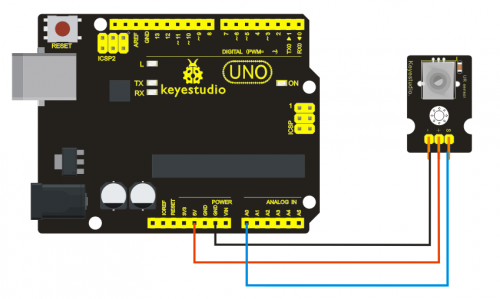 RESET
ICSP2
AREF
GND
13
12
~11
~10
~9
8
7
~6
~5
4
~3
2
TX0▶1
RX0◀0
DIGITAL (PWM~)
L
TX
RX
keyestudio
UNO
ON
1
ICSP
IOREF
RESET
3V3
5V
GND
GND
VIN
POWER
ANALOG IN
A0
A1
A2
A3
A4
A5
Keyestudio
-
+